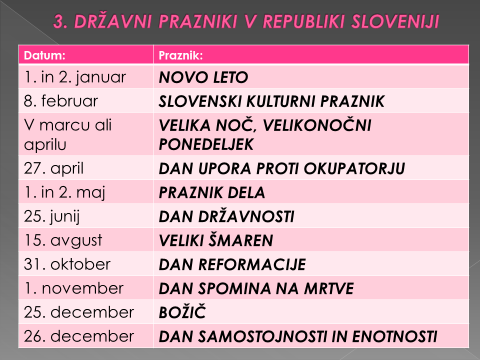 3. DRŽAVNI PRAZNIKI V REPUBLIKI SLOVENIJI
Datum: Praznik:
1. in 2. januar NOVO LETO
8. februar SLOVENSKI KULTURNI PRAZNIK
V marcu ali aprilu VELIKA NOČ, VELIKONOČNI PONEDELJEK
27. april DAN UPORA PROTI OKUPATORJU
1. in 2. maj PRAZNIK DELA
25. junij DAN DRŽAVNOSTI
15. avgust VELIKI ŠMAREN
31. oktober DAN REFORMACIJE
1. november DAN SPOMINA NA MRTVE
25. december BOŽIČ
26. december DAN SAMOSTOJNOSTI IN ENOTNOSTI